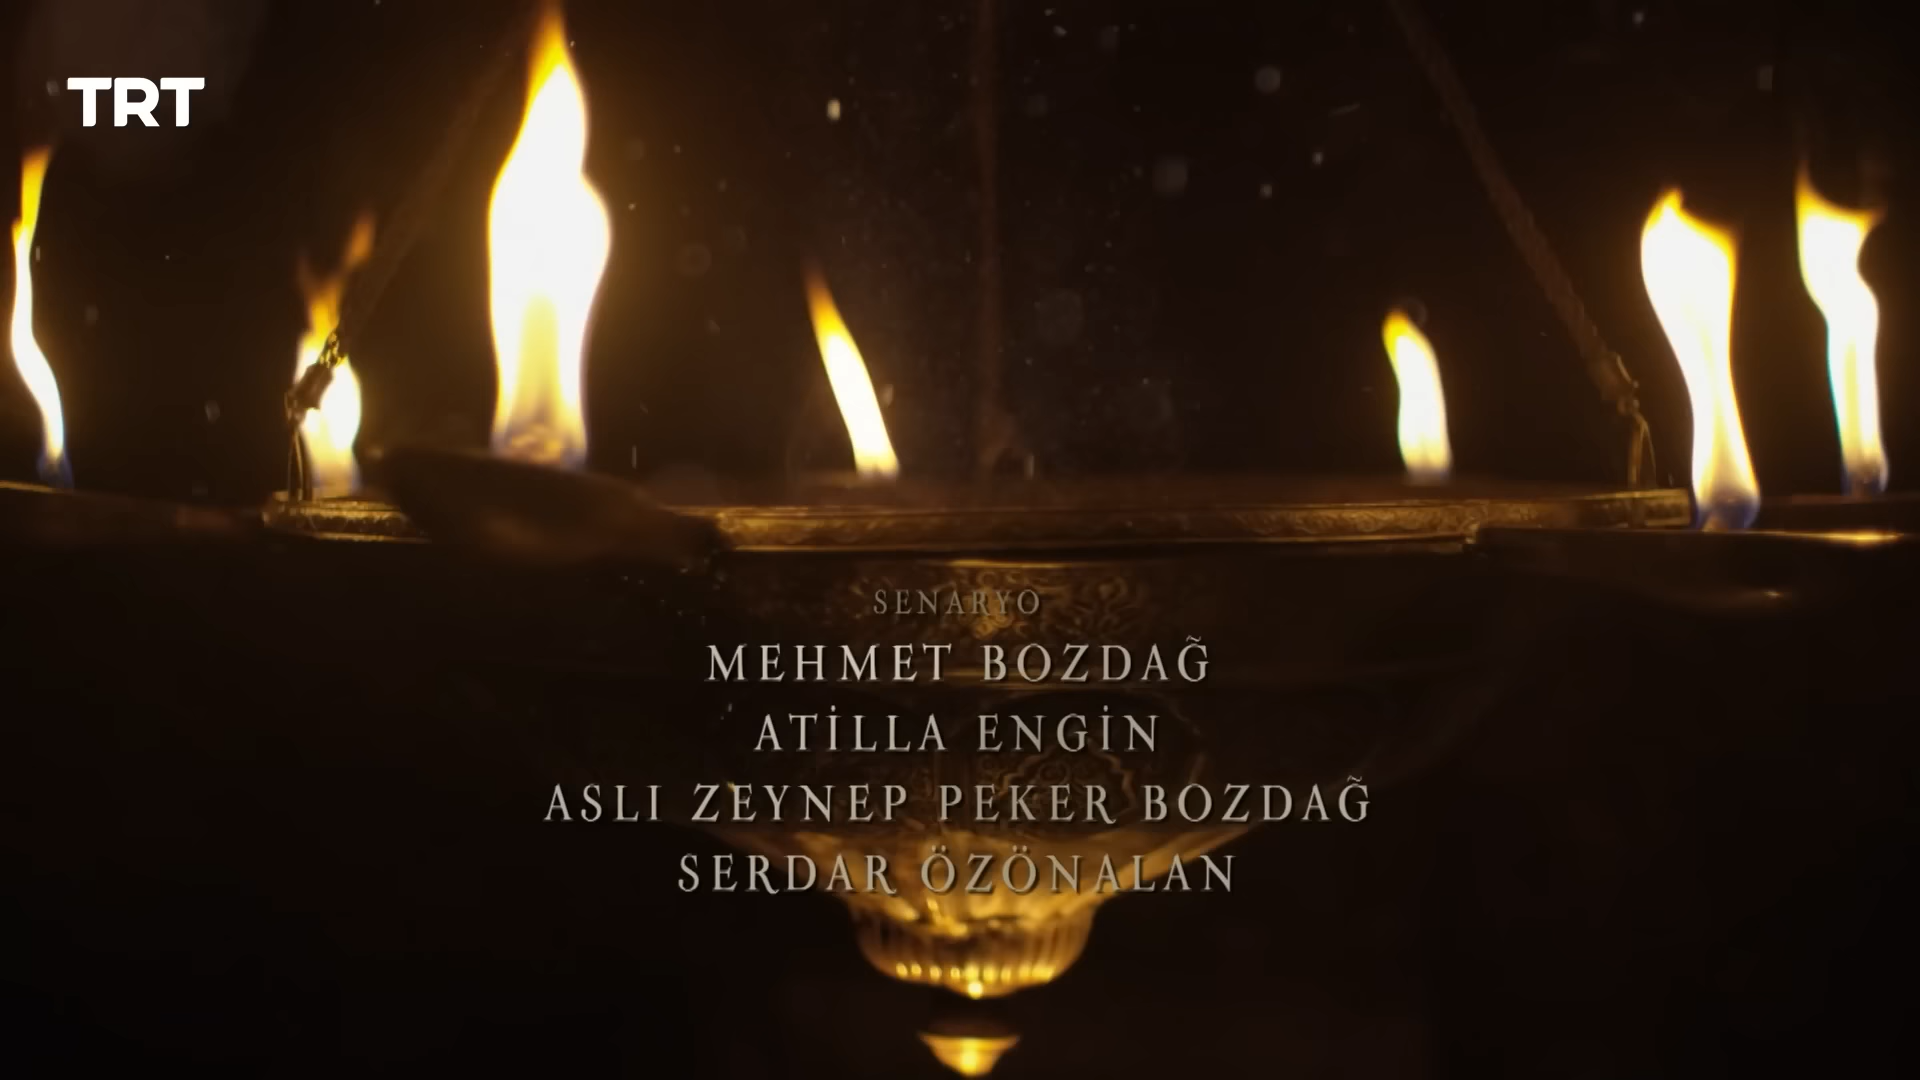 TRT
SENARYO
MEHMET BOZDAĞ
ATİLLA ENGİN
ASLI ZEYNEP PEKER BOZDAĞ
SERDAR ÖZÖNALAN